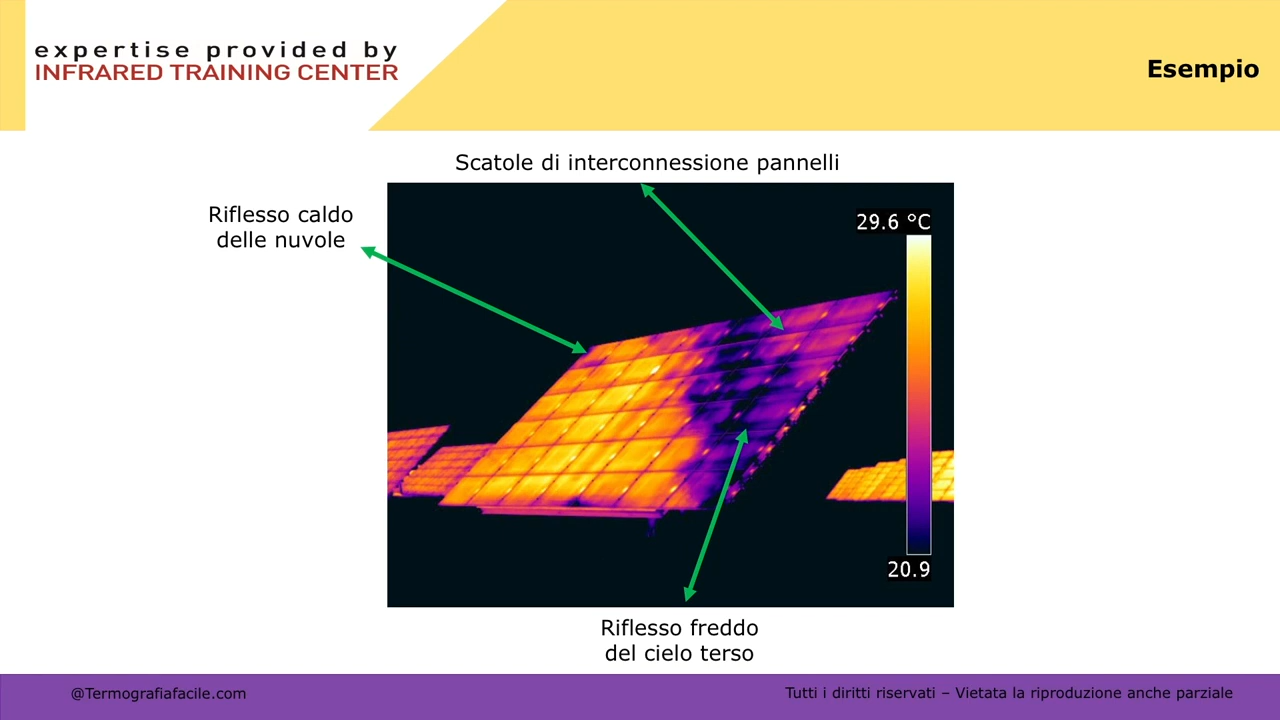 expertise provided by
INFRARED TRAINING CENTER
Esempio
Scatole di interconnessione pannelli
Riflesso caldo
delle nuvole
29.6 °C
20.9
Riflesso freddo
del cielo terso
@Termografiafacile.com
Tutti i diritti riservati – Vietata la riproduzione anche parziale